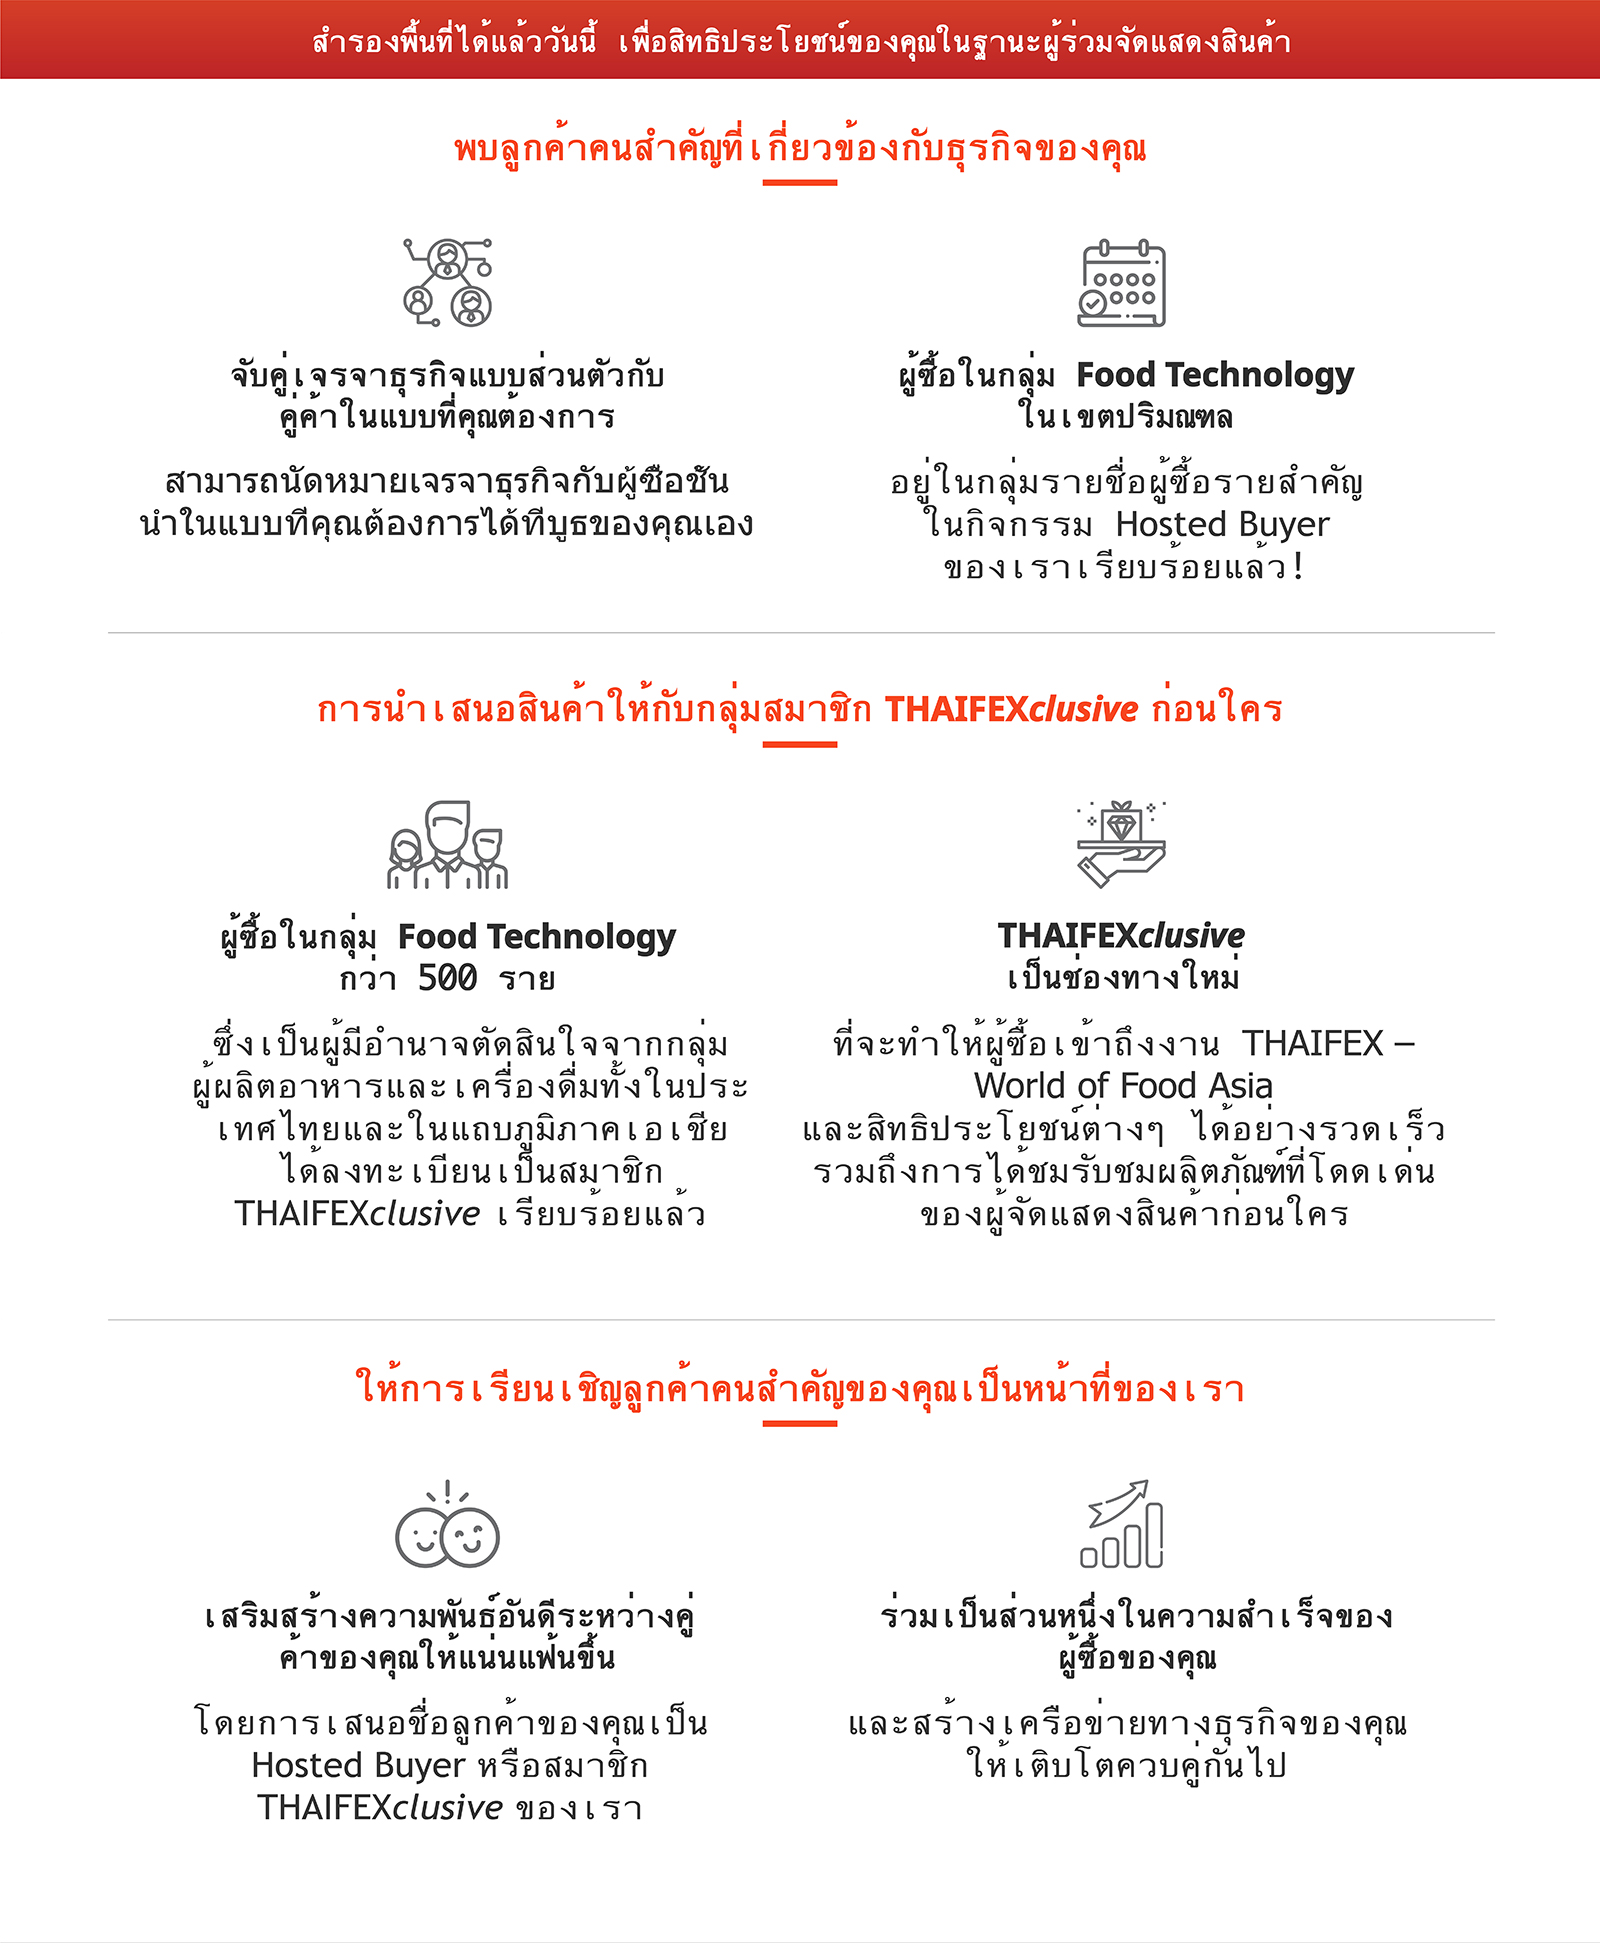 สำรองพื้นที่ได้แล้ววันนี้ เพื่อสิทธิประโยชน์ของคุณในฐานะผู้ร่วมจัดแสดงสินค้า
พบลูกค้าคนสำคัญที่เกี่ยวข้องกับธุรกิจของคุณ
จับคู่เจรจาธุรกิจแบบส่วนตัวกับ
คู่ค้าในแบบที่คุณต้องการ
สามารถนัดหมายเจรจาธุรกิจกับผู้ซือชัน
นำในแบบทีคุณต้องการได้ทีบูธของคุณเอง
ผู้ซื้อในกลุ่ม Food Technology
ในเขตปริมณฑล
อยู่ในกลุ่มรายชื่อผู้ซื้อรายสำคัญ
ในกิจกรรม Hosted Buyer
ของเราเรียบร้อยแล้ว!
การนำเสนอสินค้าให้กับกลุ่มสมาชิก THAIFEXclusive ก่อนใคร
ผู้ซื้อในกลุ่ม Food Technology
กว่า 500 ราย
ซึ่งเป็นผู้มีอำนาจตัดสินใจจากกลุ่ม
ผู้ผลิตอาหารและเครื่องดื่มทั้งในประ
เทศไทยและในแถบภูมิภาคเอเชีย
ได้ลงทะเบียนเป็นสมาชิก
THAIFEXclusive เรียบร้อยแล้ว
THAIFEXclusive
เป็นช่องทางใหม่
ที่จะทำให้ผู้ซื้อเข้าถึงงาน THAIFEX –
World of Food Asia
และสิทธิประโยชน์ต่างๆ ได้อย่างรวดเร็ว
รวมถึงการได้ชมรับชมผลิตภัณฑ์ที่โดดเด่น
ของผู้จัดแสดงสินค้าก่อนใคร
ให้การเรียนเชิญลูกค้าคนสำคัญของคุณเป็นหน้าที่ของเรา
เสริมสร้างความพันธ์อันดีระหว่างคู่
ค้าของคุณให้แน่นแฟ้นขึ้น
โดยการเสนอชื่อลูกค้าของคุณเป็น
Hosted Buyer หรือสมาชิก
THAIFEXclusive ของเรา
ร่วมเป็นส่วนหนึ่งในความสำเร็จของ
ผู้ซื้อของคุณ
และสร้างเครือข่ายทางธุรกิจของคุณ
ให้เติบโตควบคู่กันไป